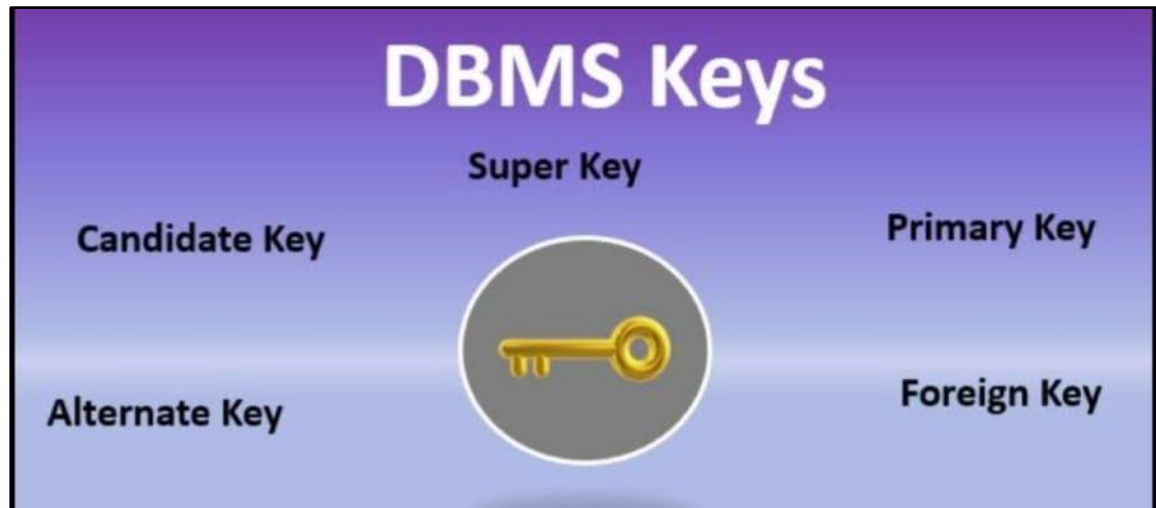 DBMS Keys
Super Key
Candidate Key
Primary Key
Alternate Key
Foreign Key